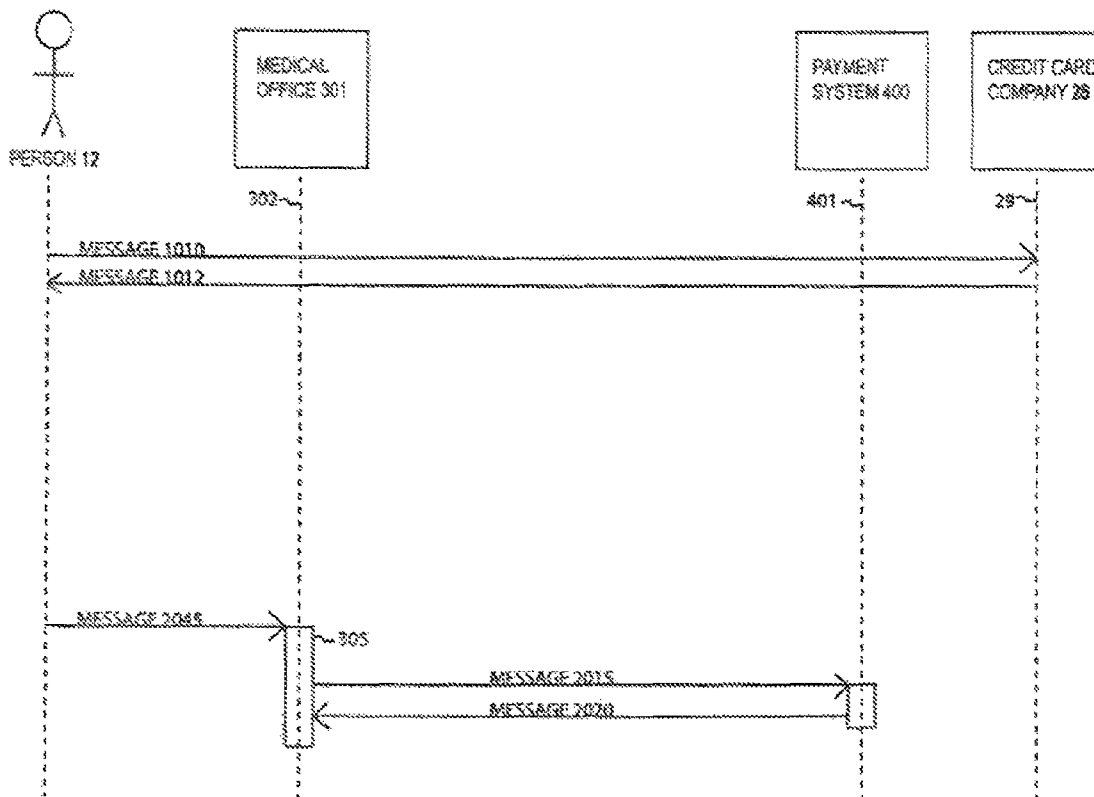 MEDICAL
OFFICE 301
PAYMENT
SYSTEM 400
CREDIT CARD
COMPANY 28
PERSON 12
302
401
29
MESSAGE 1010
MESSAGE 1012
MESSAGE 2045
305
MESSAGE 2015
MESSAGE 2020